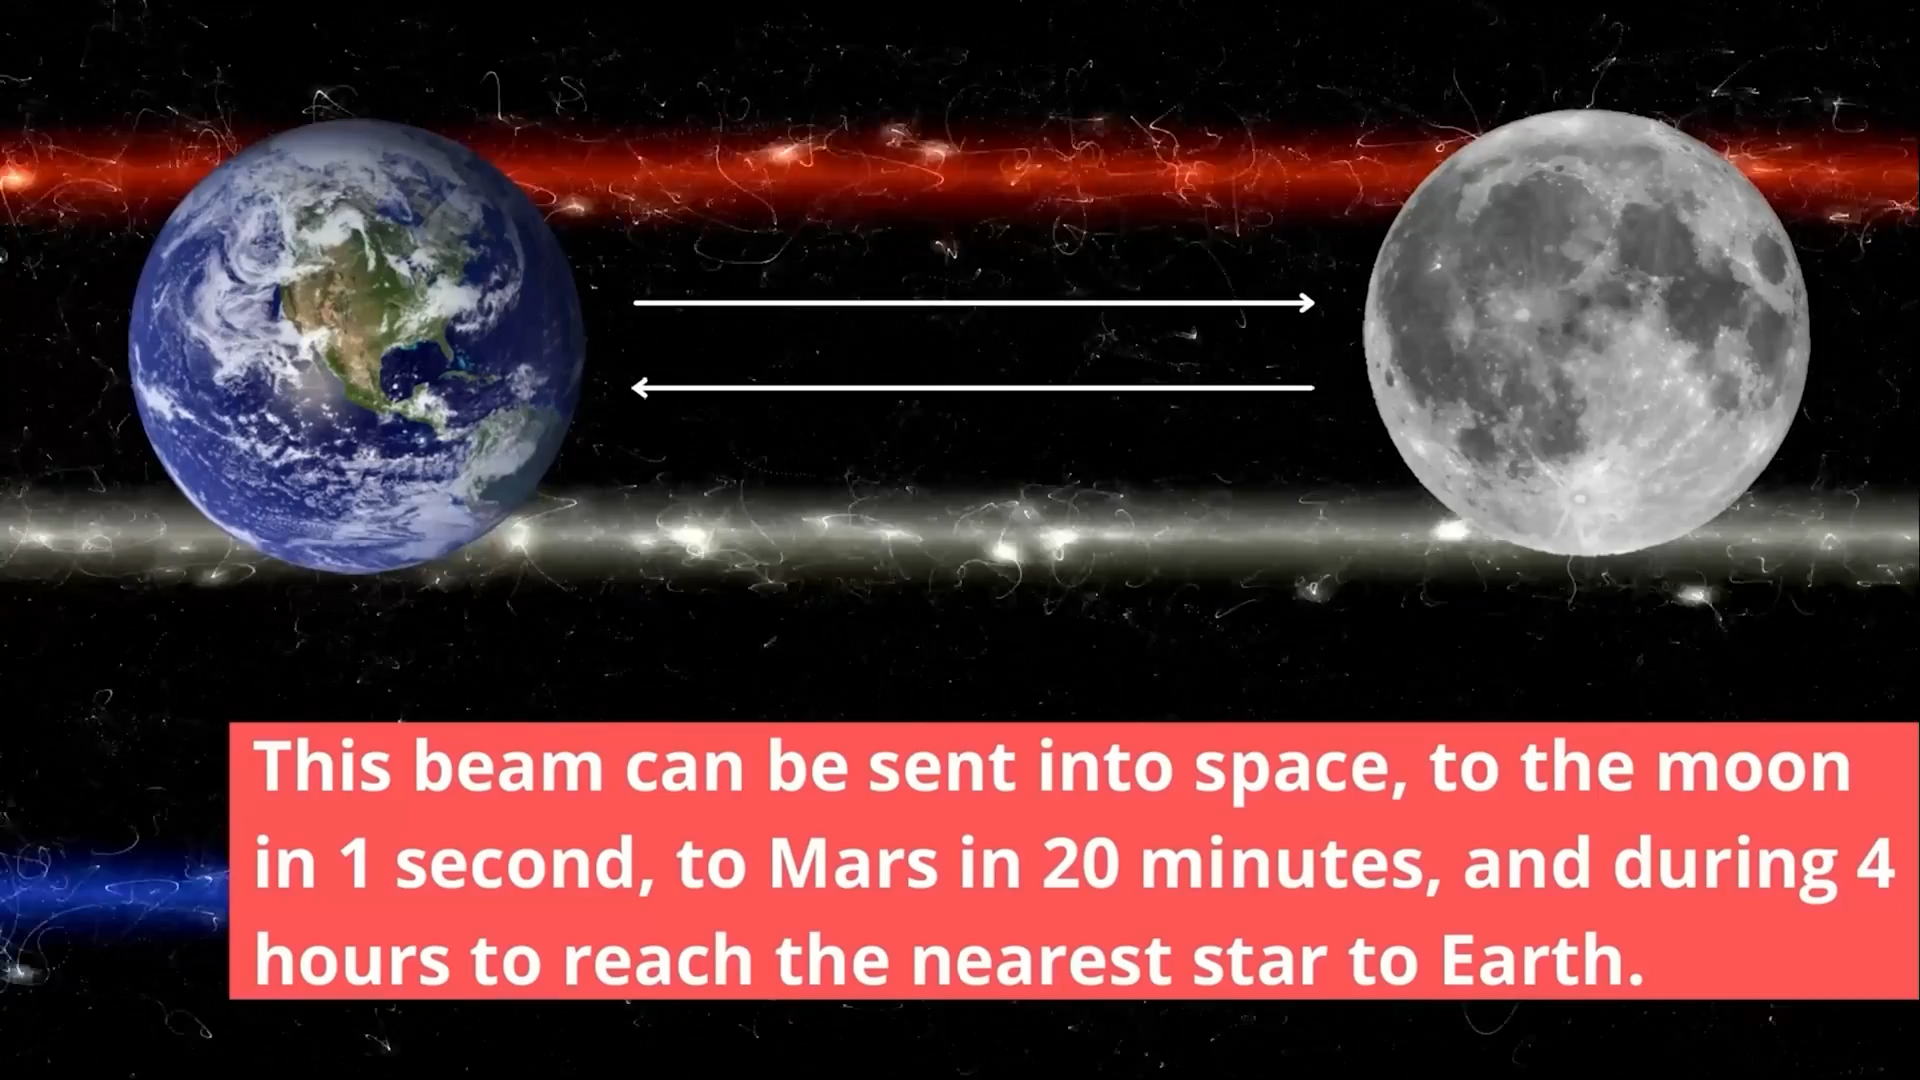 This beam can be sent into space, to the moon
in 1 second, to Mars in 20 minutes, and during 4
hours to reach the nearest star to Earth.